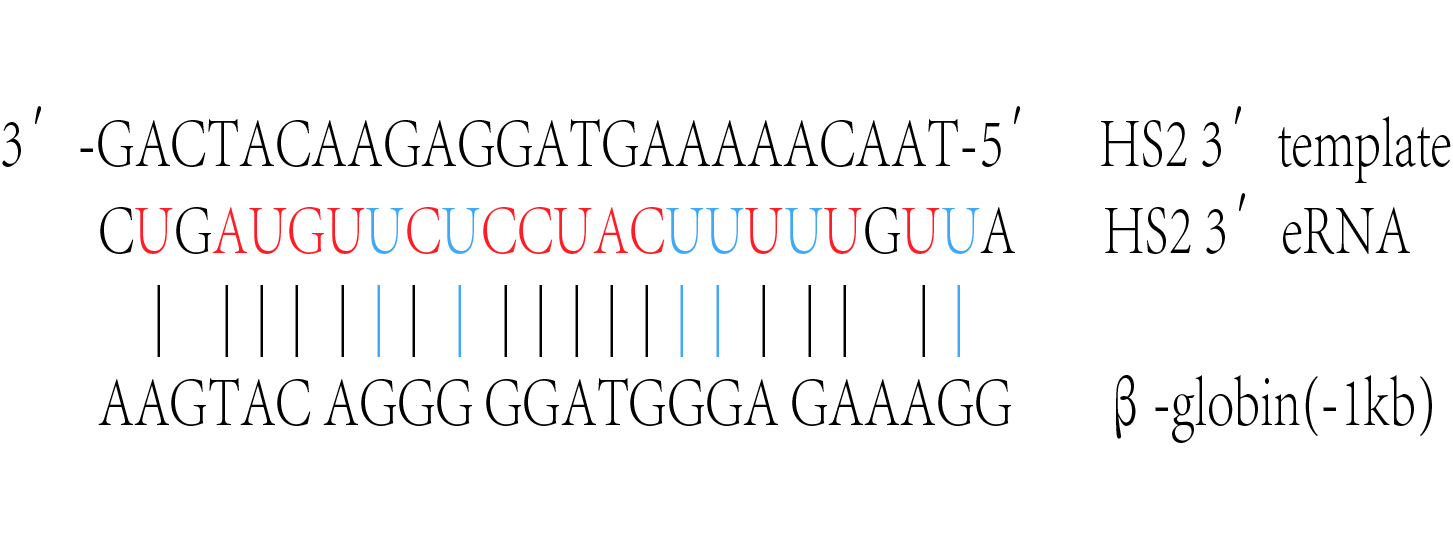 3′ -GACTACAAGAGGATGAAAAACAAT-5′ HS2 3′ template
CUGAUGUUCUCCUACUUUUUGUUA HS2 3′ eRNA
AAGTAC AGGG GGATGGGA GAAAGG β -globin(-1kb)